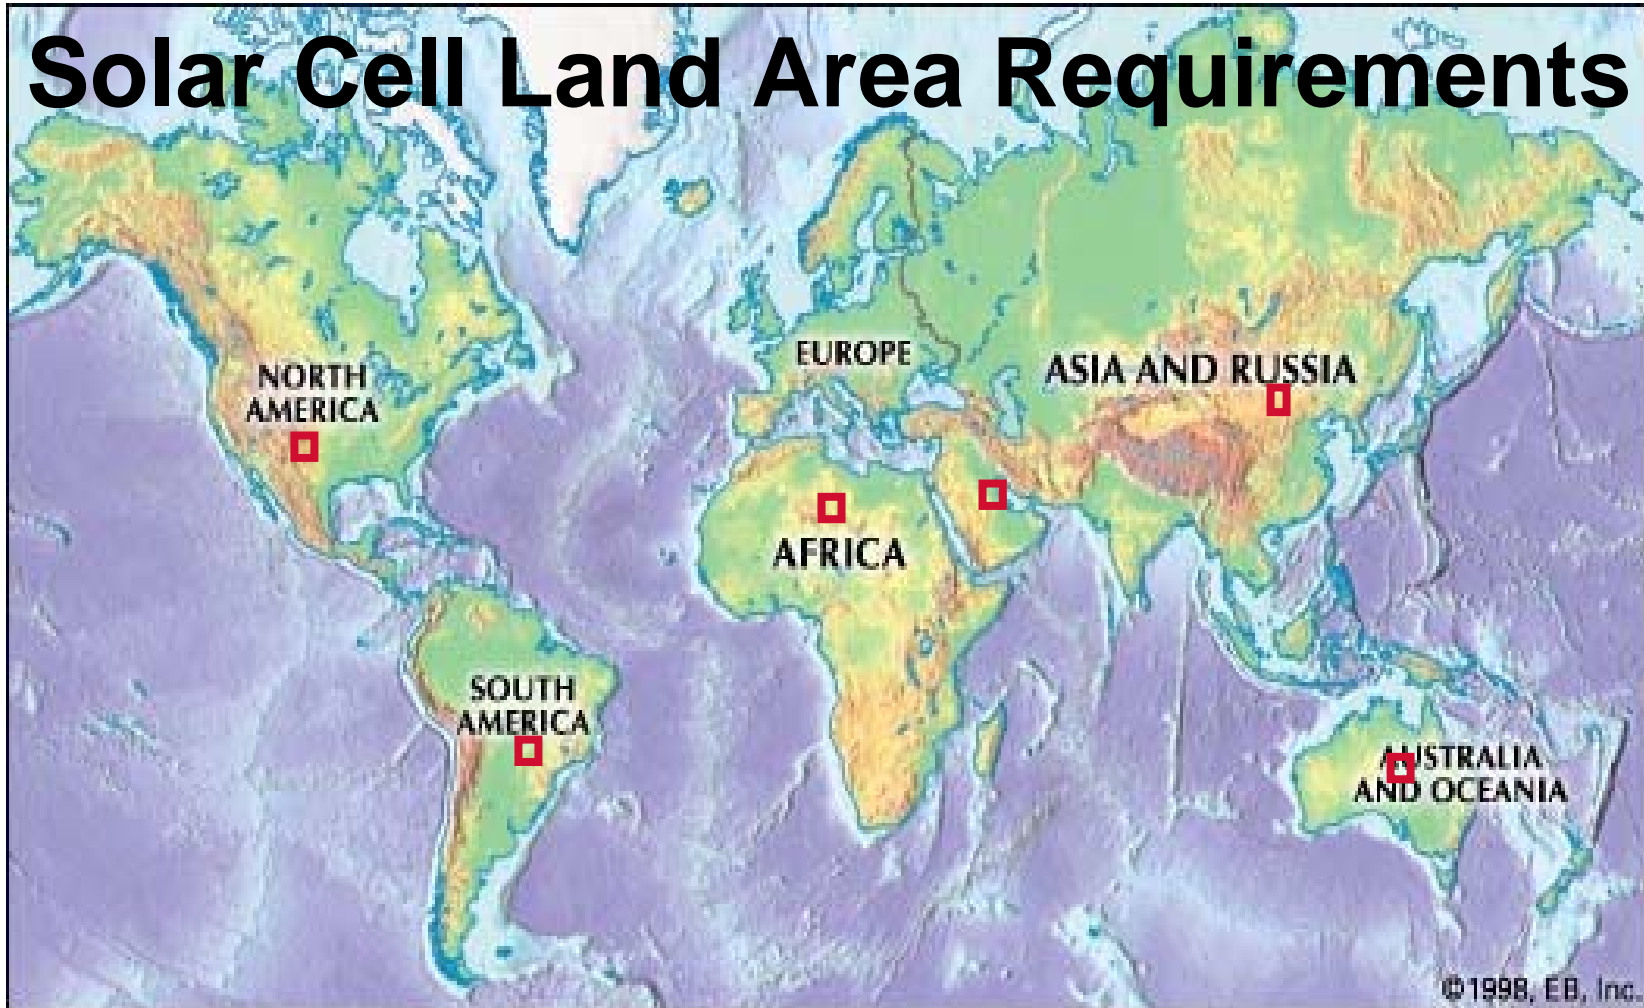 Solar Cell Land Area Requirements
NORTH
AMERICA
EUROPE
ASIA AND RUSSIA
AFRICA
SOUTH
AMERICA
AUSTRALIA
AND OCEANIA
©1998, EB, Inc.